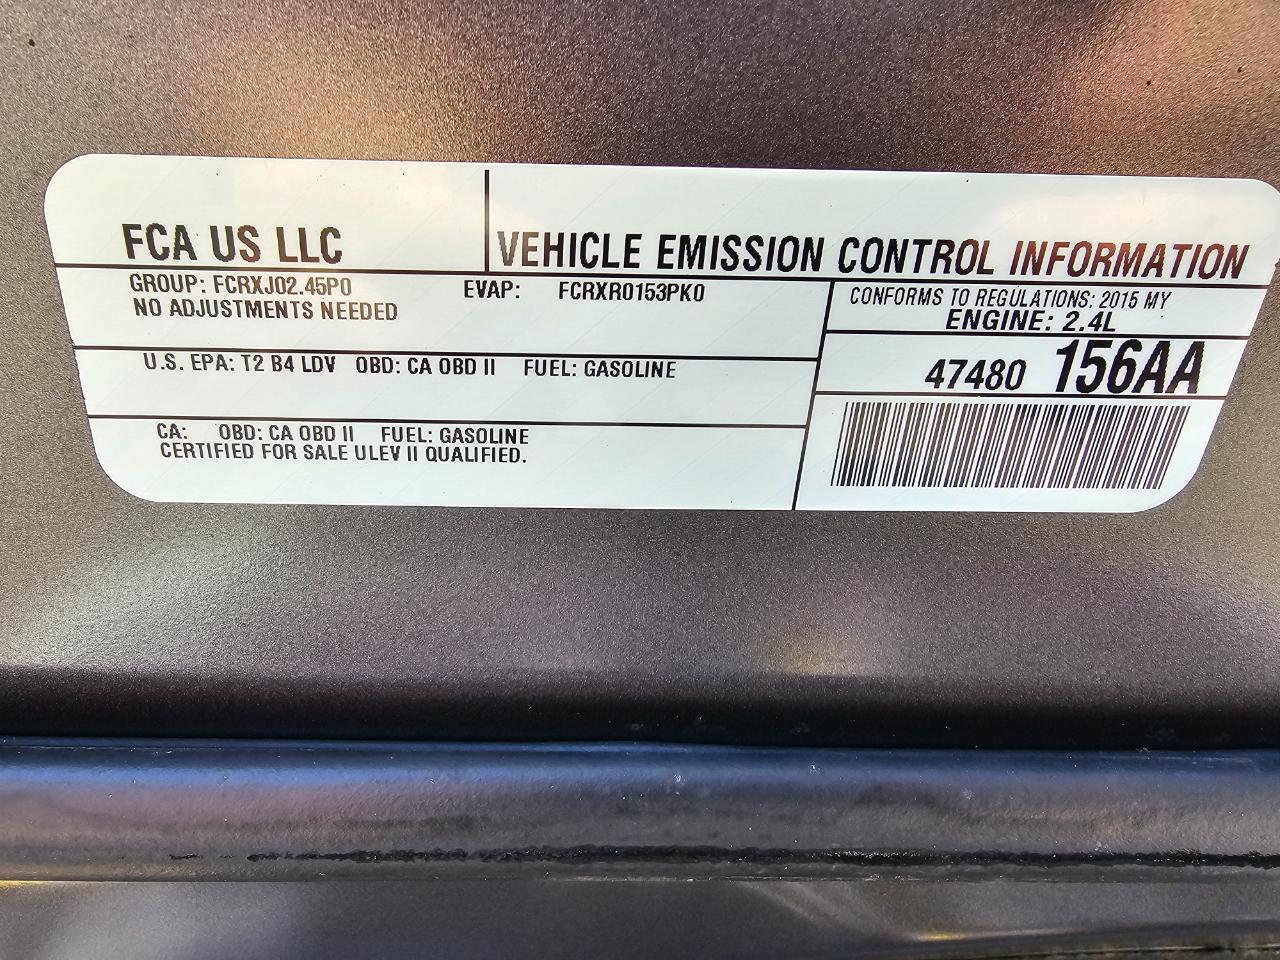 FCA US LLC
VEHICLE EMISSION CONTROL INFORMATION
GROUP: FCRXJ02.45P0 EVAP: FCRXR0153PK0
NO ADJUSTMENTS NEEDED
CONFORMS TO REGULATIONS: 2015 MY
ENGINE: 2.4L
U.S. EPA: T2 B4 LDV OBD: CA OBD II FUEL: GASOLINE
47480 156AA
CA: OBD: CA OBD II FUEL: GASOLINE
CERTIFIED FOR SALE ULEV II QUALIFIED.